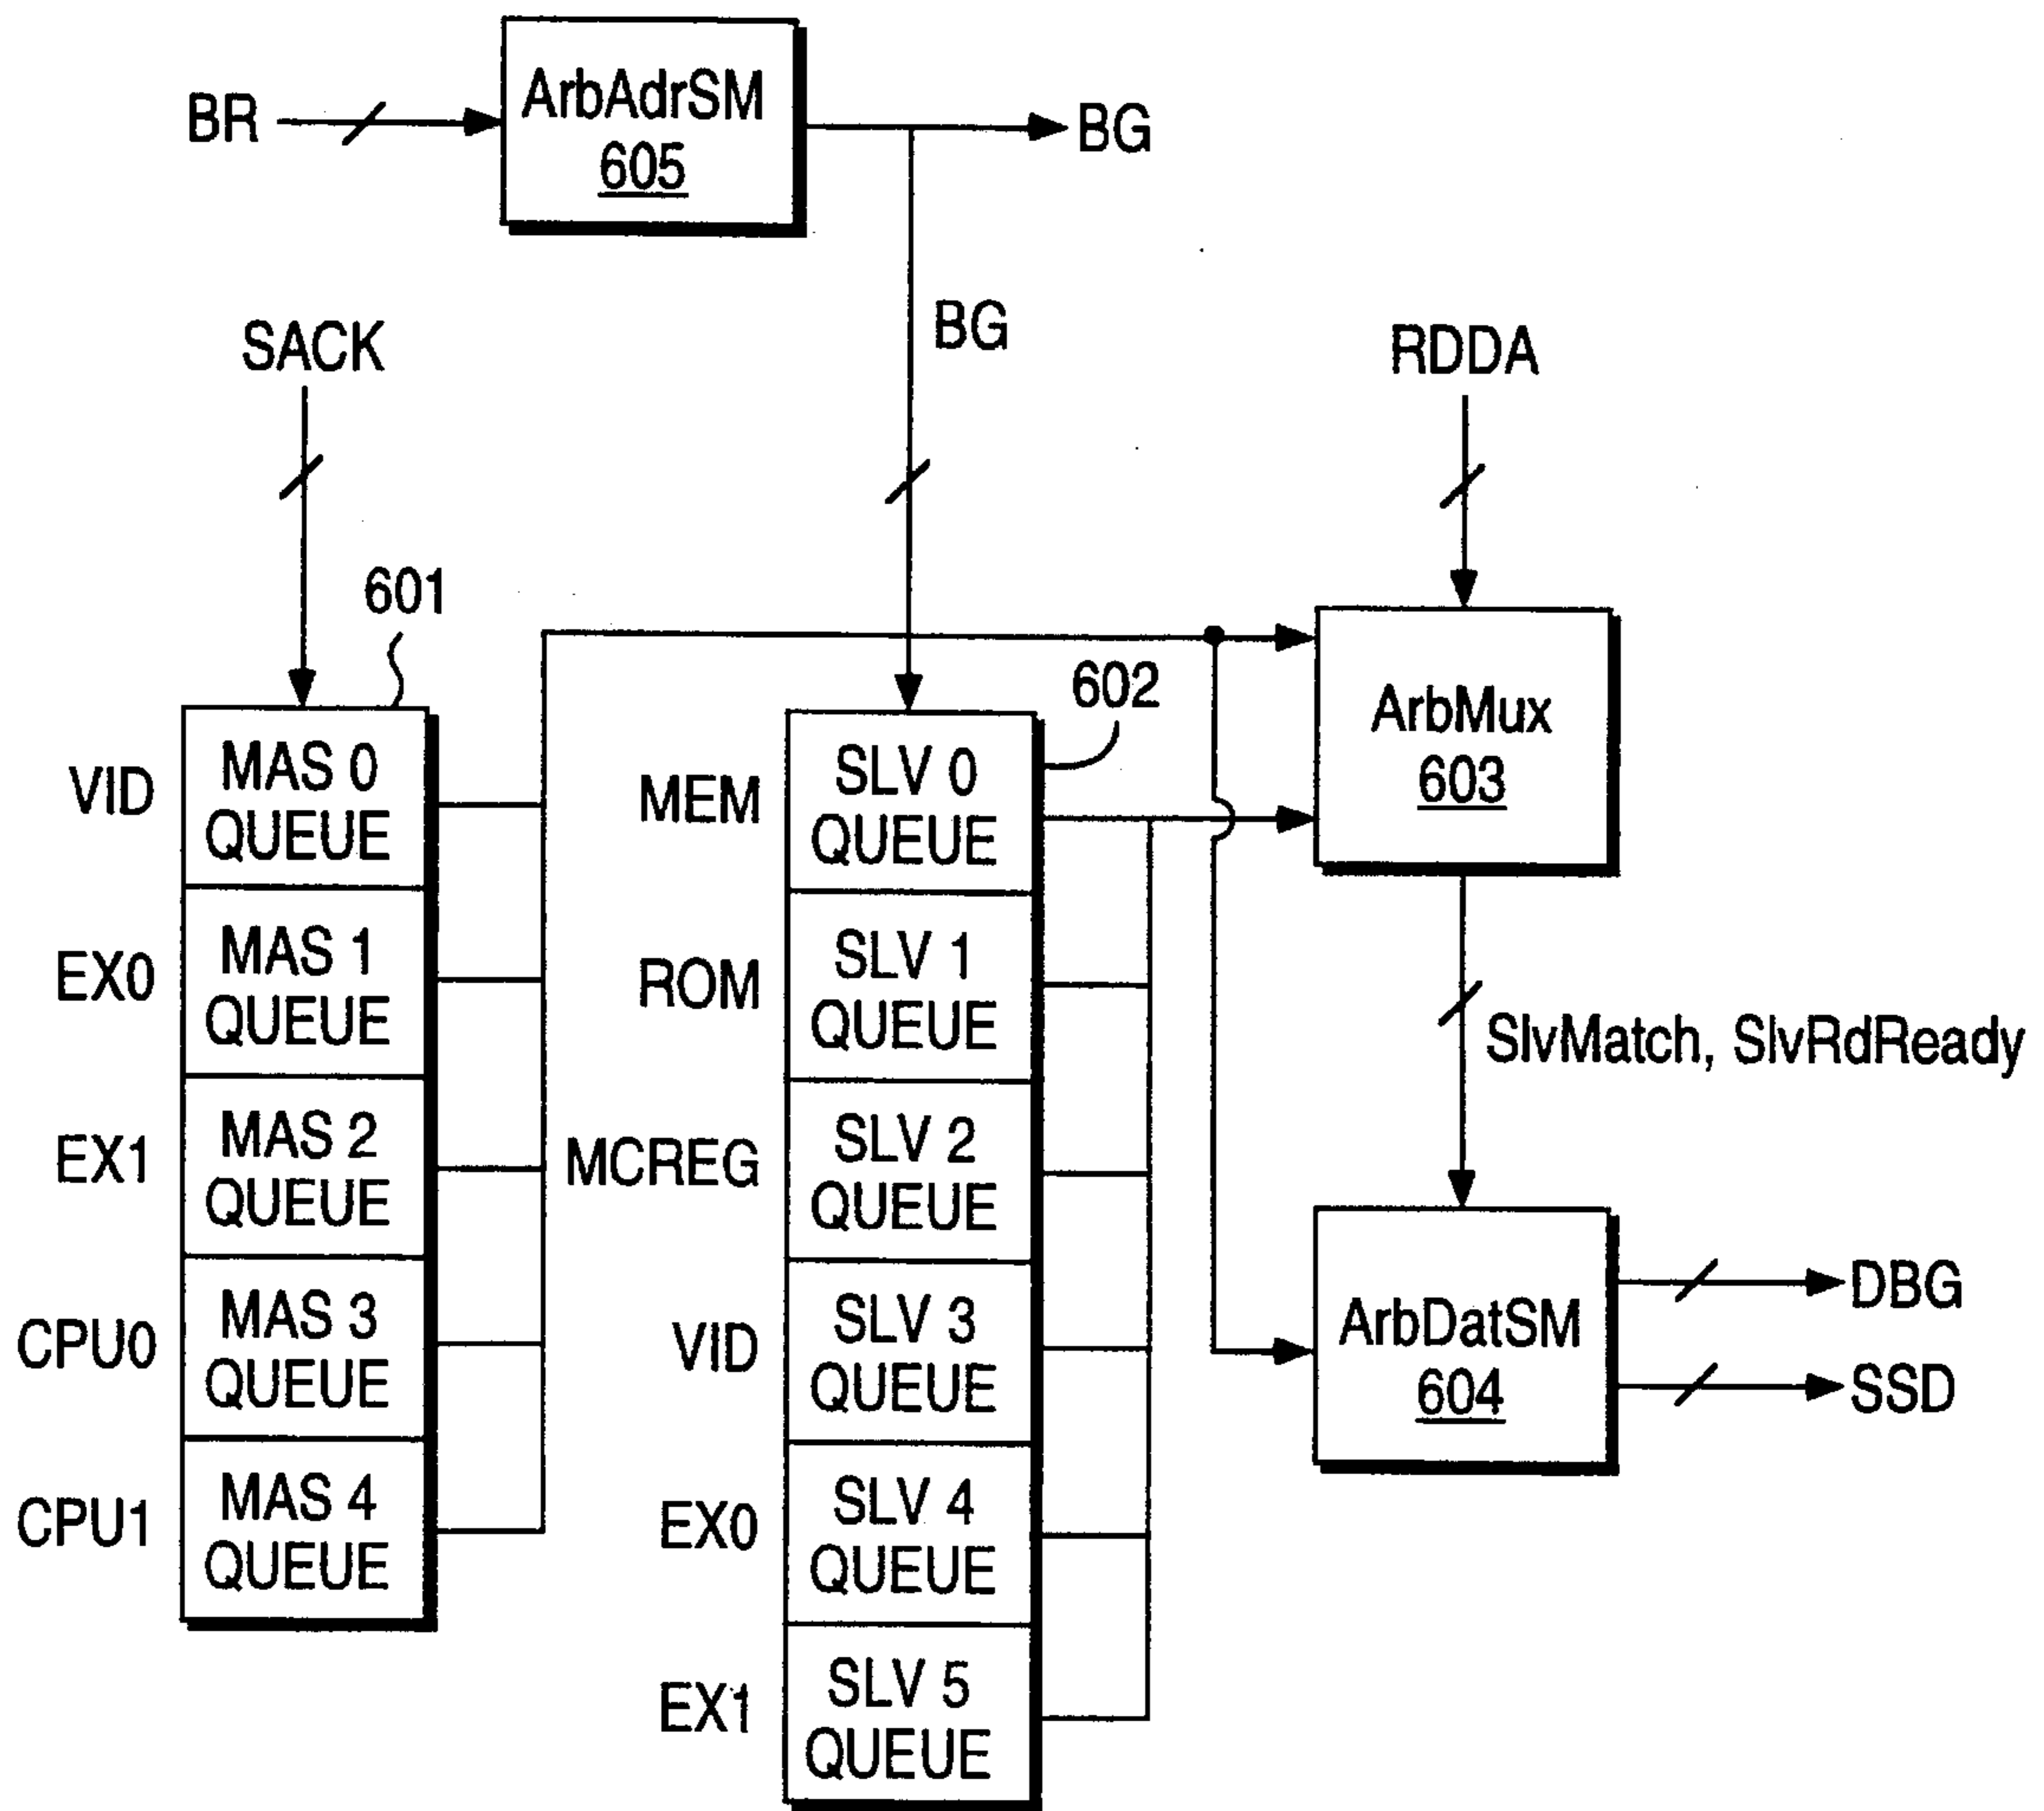 BR
ArbAdrSM
605
BG
BG
SACK
RDDA
601
602
VID
MAS 0
QUEUE
EX0
MAS 1
QUEUE
EX1
MAS 2
QUEUE
CPU0
MAS 3
QUEUE
CPU1
MAS 4
QUEUE
MEM
SLV 0
QUEUE
ROM
SLV 1
QUEUE
MCREG
SLV 2
QUEUE
VID
SLV 3
QUEUE
EX0
SLV 4
QUEUE
EX1
SLV 5
QUEUE
ArbMux
603
SlvMatch, SlvRdReady
ArbDatSM
604
DBG
SSD